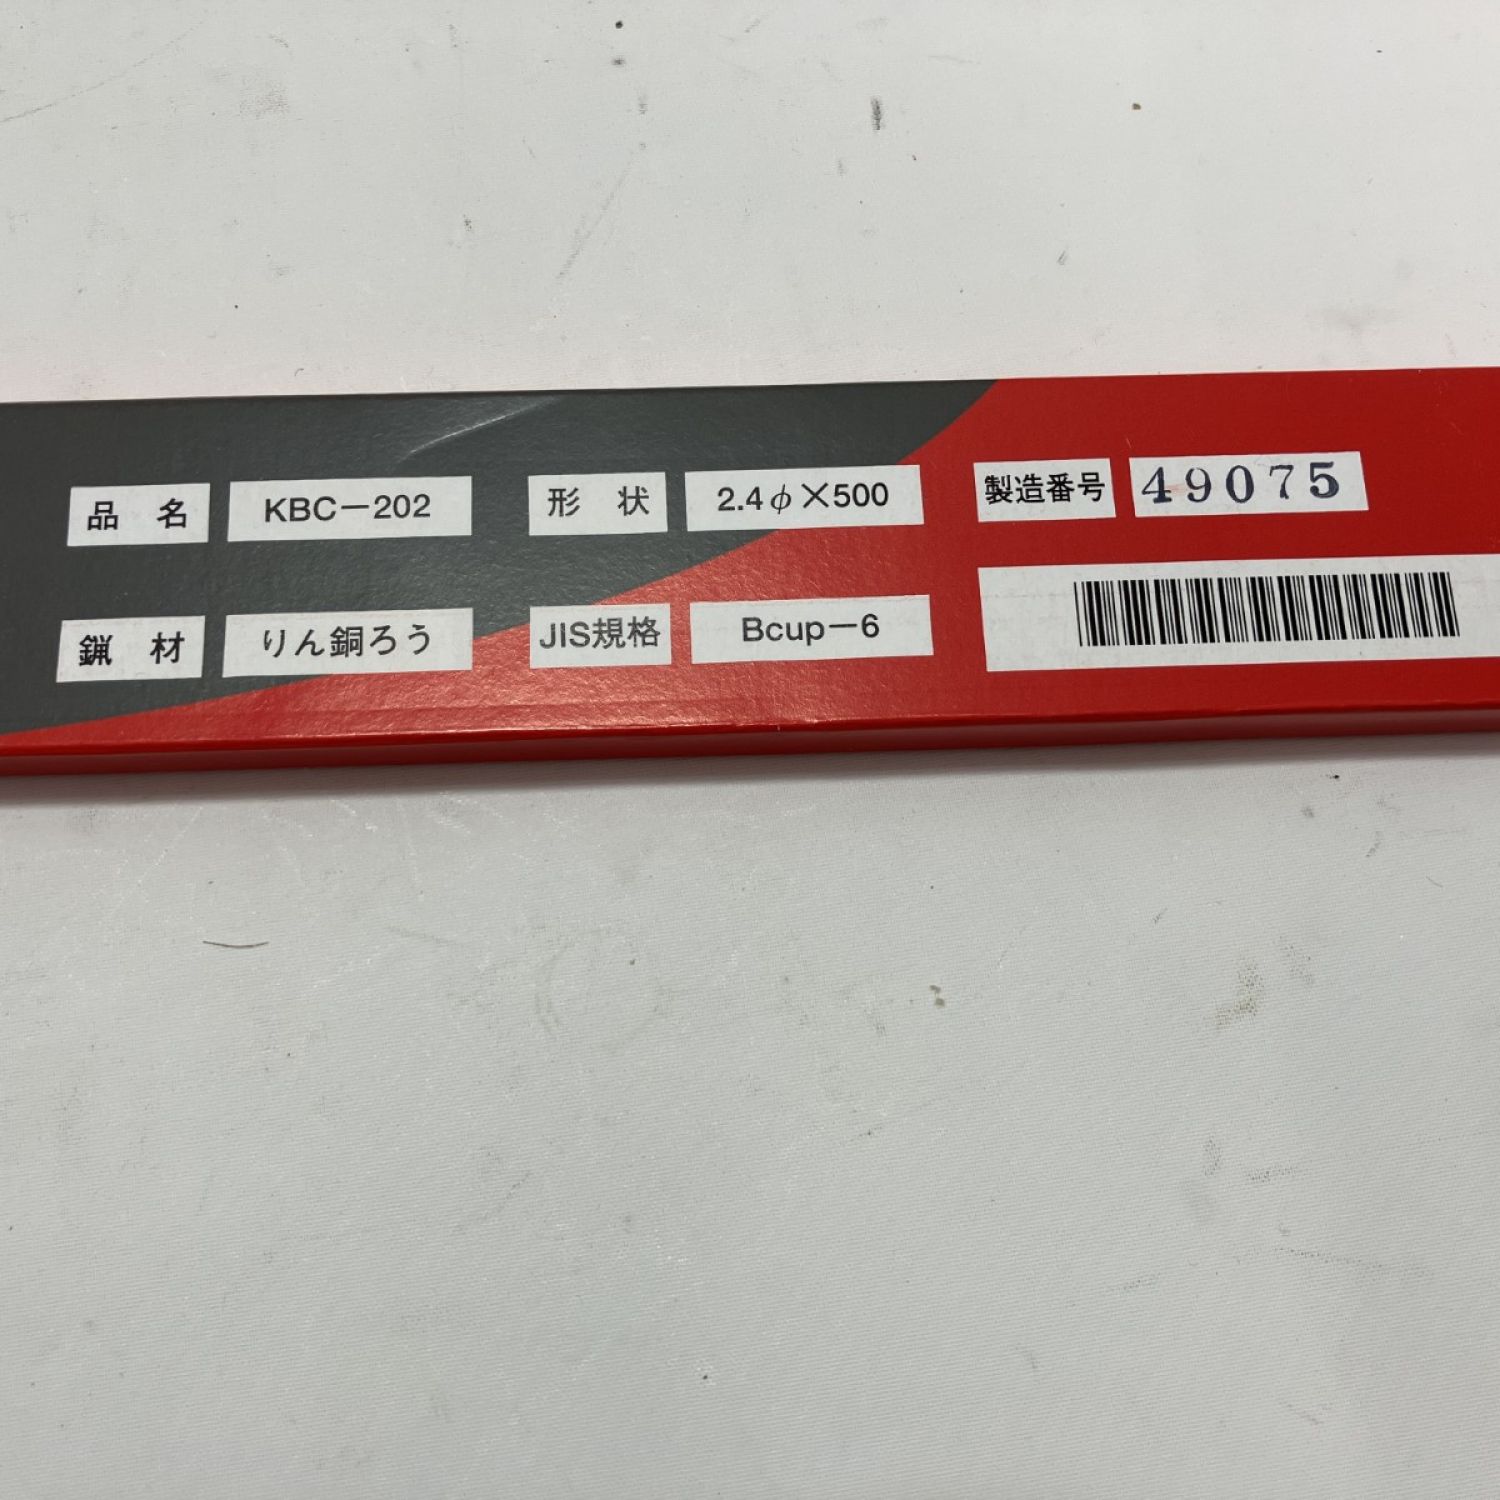 品 名 KBC－202 形 状 2.4φ×500 製造番号 49075
鑞 材 りん銅ろう JIS規格 Bcup－6